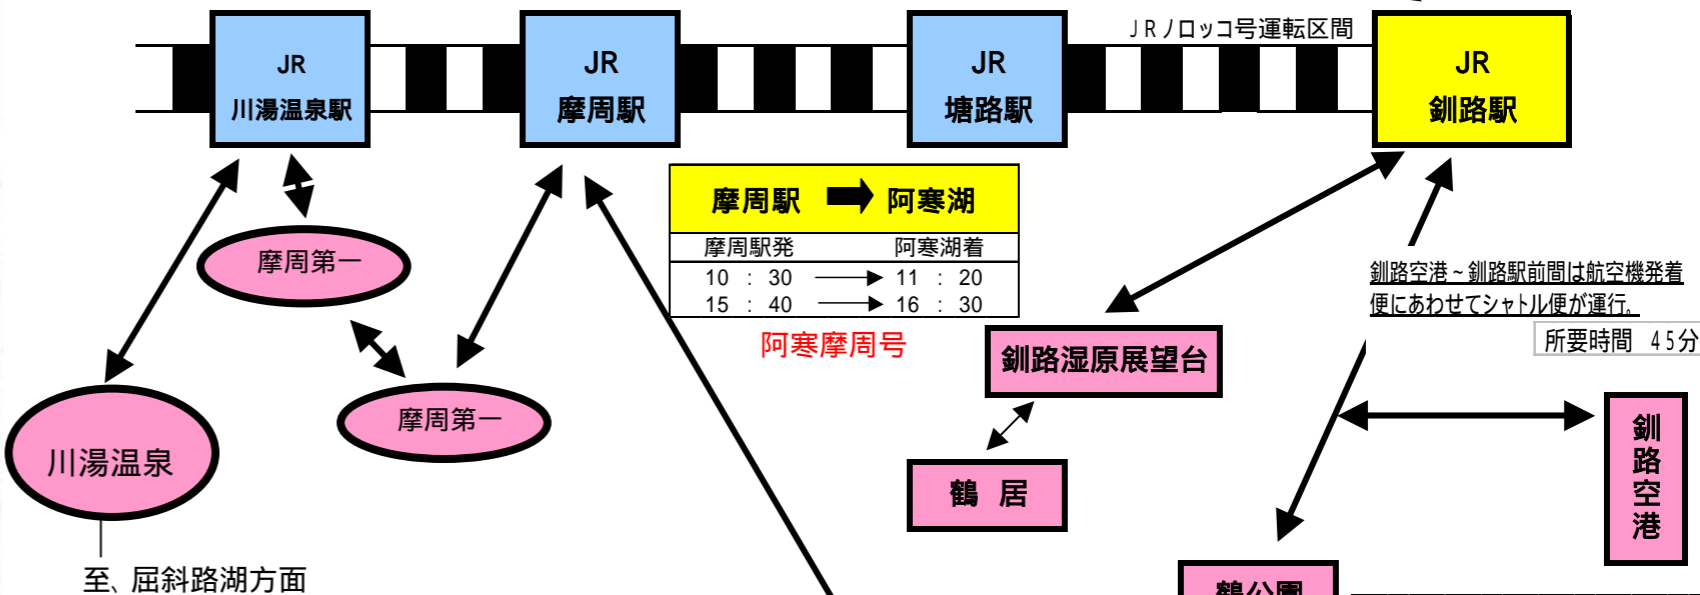 JRノロッコ号運転区間
JR
川湯温泉駅
JR
摩周駅
JR
塘路駅
JR
釧路駅
摩周駅 ➡ 阿寒湖
摩周駅発 阿寒湖着
10 : 30 → 11 : 20
15 : 40 → 16 : 30
阿寒摩周号
摩周第一
摩周第一
川湯温泉
至、屈斜路湖方面
釧路湿原展望台
鶴 居
釧路空港~釧路駅前間は航空機発着
便にあわせてシャトル便が運行。
所要時間 45分
釧路空港
鶴公園